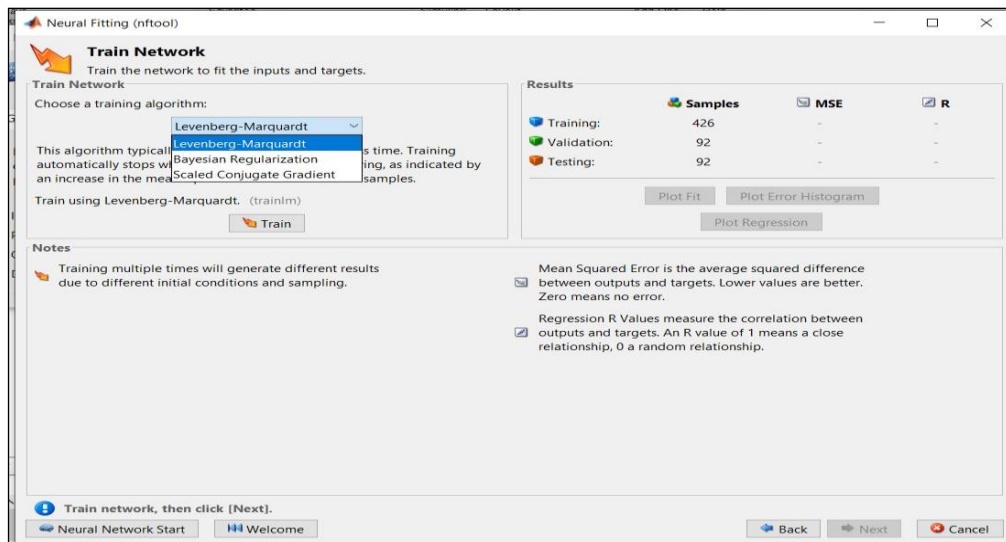 Neural Fitting (nftool)
Train Network
Train the network to fit the inputs and targets.
Train Network
Choose a training algorithm:
Levenberg-Marquardt
Levenberg-Marquardt
Bayesian Regularization
Scaled Conjugate Gradient
This algorithm typical s time. Training
automatically stops w ing, as indicated by
an increase in the mea samples.
Train using Levenberg-Marquardt. (trainlm)
Train
Results
Samples MSE R
Training: 426 - -
Validation: 92 - -
Testing: 92 - -
Plot Fit Plot Error Histogram
Plot Regression
Notes
Training multiple times will generate different results
due to different initial conditions and sampling.
Mean Squared Error is the average squared difference
between outputs and targets. Lower values are better.
Zero means no error.
Regression R Values measure the correlation between
outputs and targets. An R value of 1 means a close
relationship, 0 a random relationship.
Train network, then click [Next].
Neural Network Start Welcome Back Next Cancel